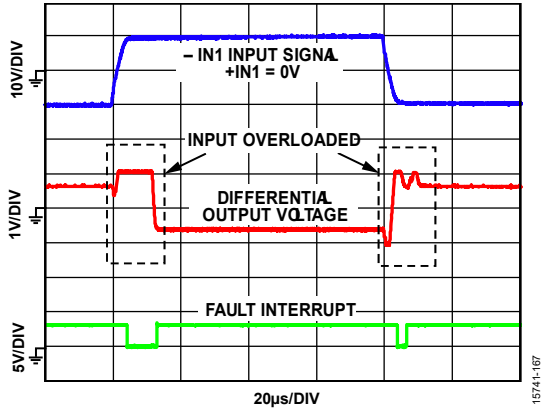 – IN1 INPUT SIGNAL
+IN1 = 0V
10V/DIV
INPUT OVERLOADED
DIFFERENTIAL
OUTPUT VOLTAGE
1V/DIV
FAULT INTERRUPT
5V/DIV
20µs/DIV
15741-167